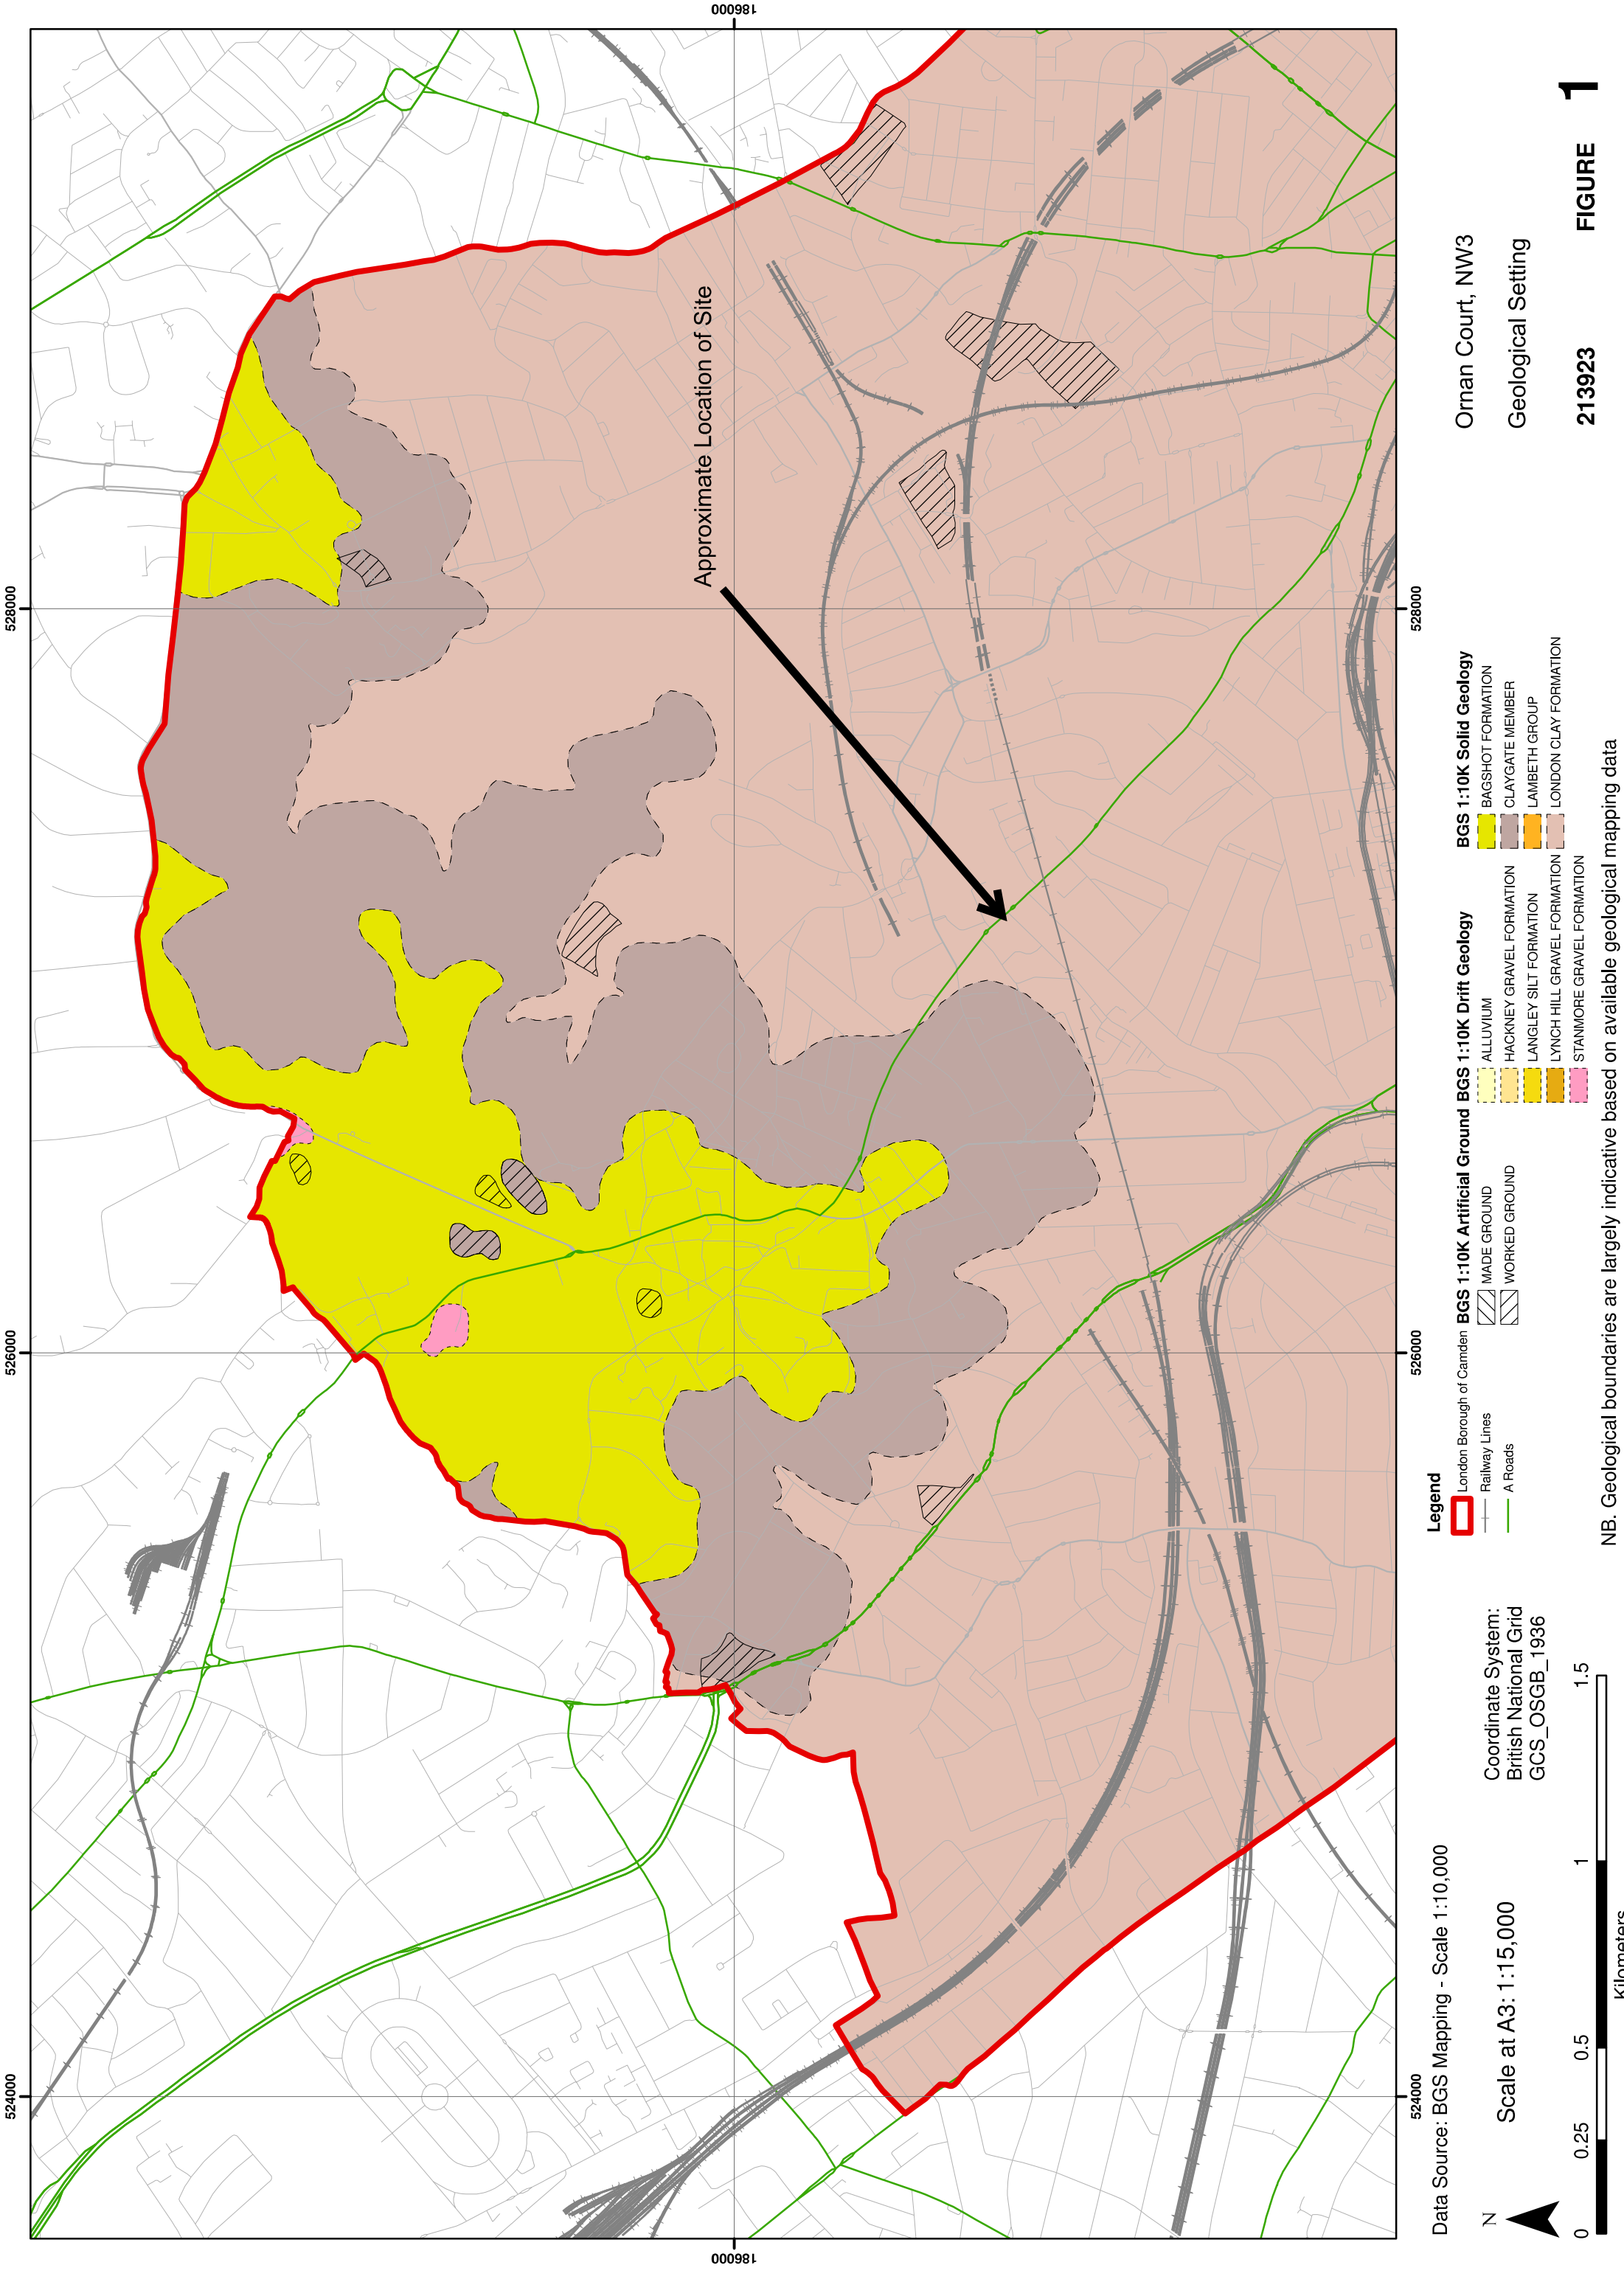 524000
526000
528000
186000
186000
Approximate Location of Site
524000
526000
528000
Data Source: BGS Mapping - Scale 1:10,000
N
Scale at A3: 1:15,000
0 0.25 0.5 1 1.5
Kilometers
Coordinate System:
British National Grid
GCS_OSGB_1936
Legend
London Borough of Camden
Railway Lines
A Roads
BGS 1:10K Artificial Ground
MADE GROUND
WORKED GROUND
BGS 1:10K Drift Geology
ALLUVIUM
HACKNEY GRAVEL FORMATION
LANGLEY SILT FORMATION
LYNCH HILL GRAVEL FORMATION
STANMORE GRAVEL FORMATION
BGS 1:10K Solid Geology
BAGSHOT FORMATION
CLAYGATE MEMBER
LAMBETH GROUP
LONDON CLAY FORMATION
NB. Geological boundaries are largely indicative based on available geological mapping data
Ornan Court, NW3
Geological Setting
213923 FIGURE 1